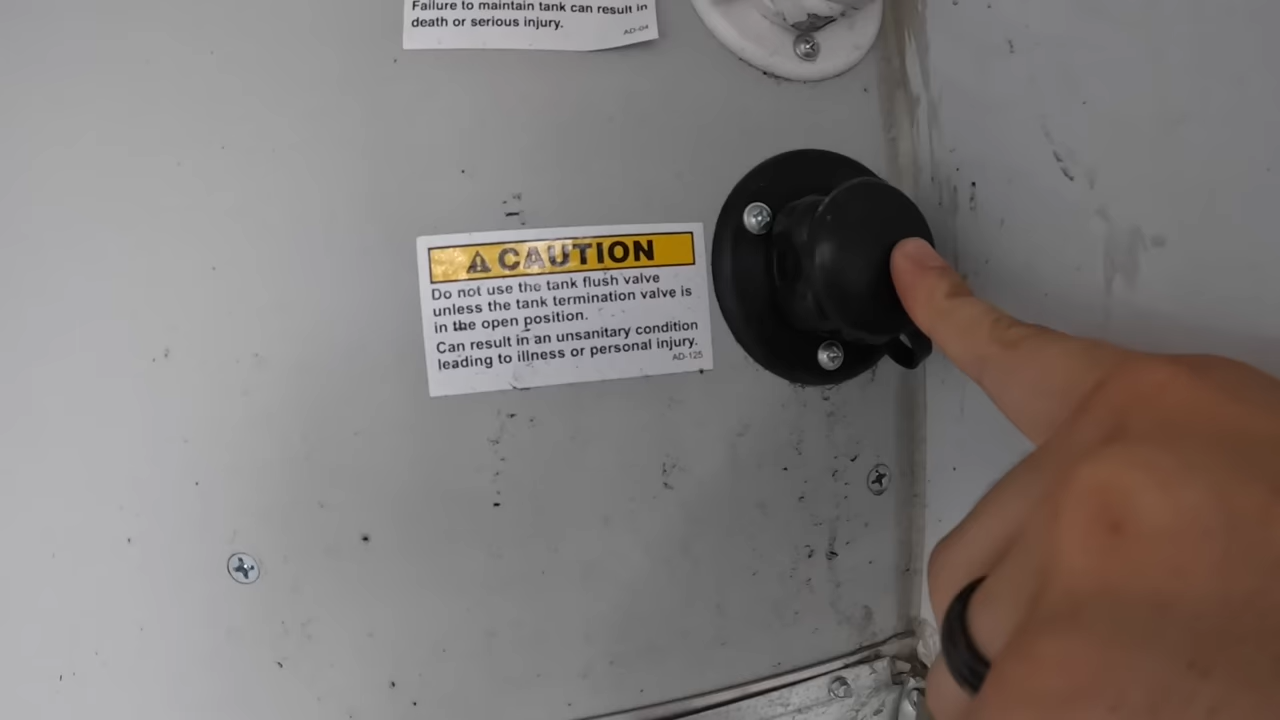 Failure to maintain tank can result in
death or serious injury.
AD-04
CAUTION
Do not use the tank flush valve
unless the tank termination valve is
in the open position.
Can result in an unsanitary condition
leading to illness or personal injury.
AD-125